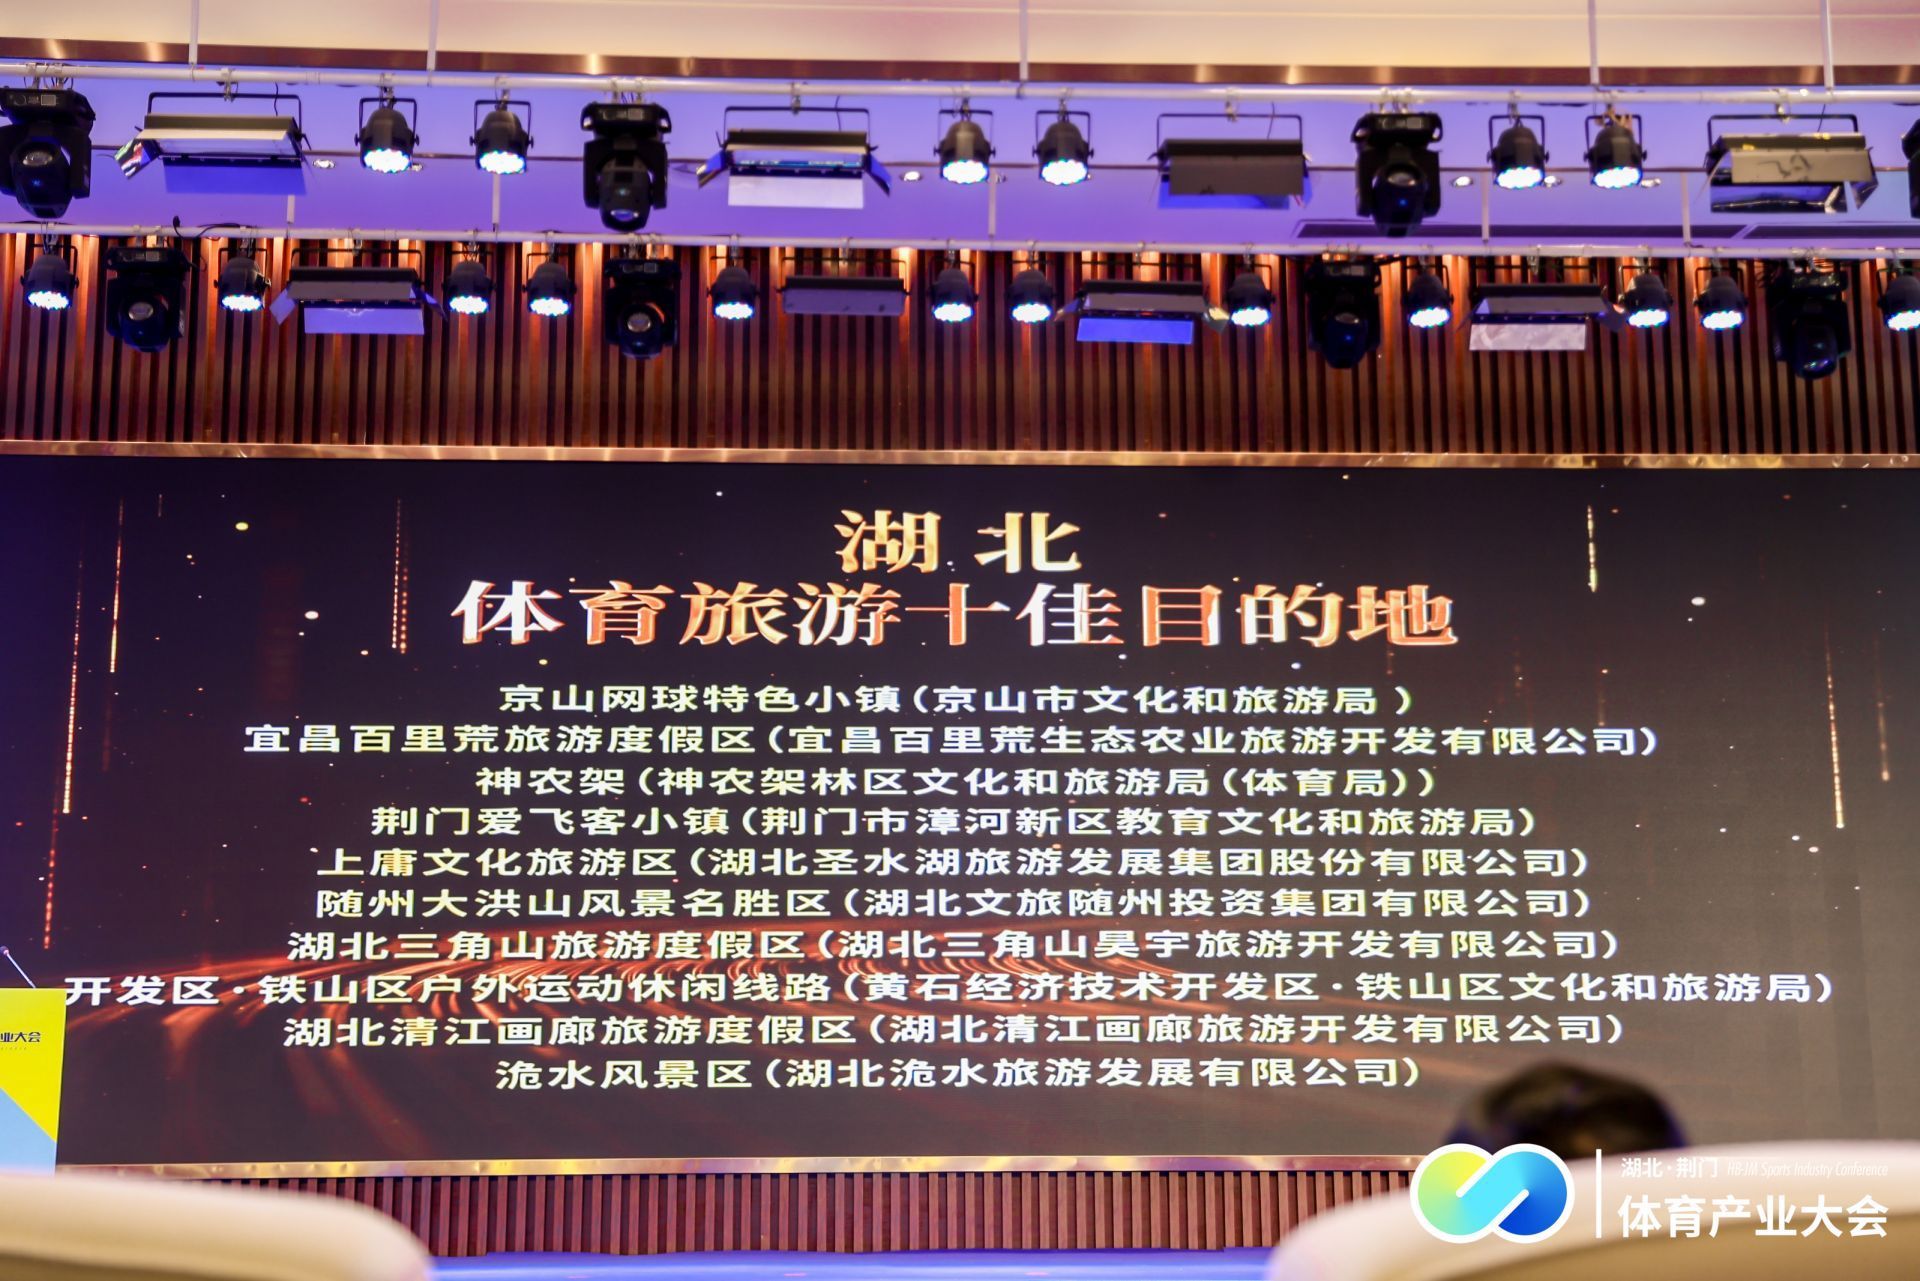 湖北
体育旅游十佳目的地
京山网球特色小镇(京山市文化和旅游局 )
宜昌百里荒旅游度假区(宜昌百里荒生态农业旅游开发有限公司)
神农架(神农架林区文化和旅游局(体育局))
荆门爱飞客小镇(荆门市漳河新区教育文化和旅游局)
上庸文化旅游区(湖北圣水湖旅游发展集团股份有限公司)
随州大洪山风景名胜区(湖北文旅随州投资集团有限公司)
湖北三角山旅游度假区(湖北三角山昊宇旅游开发有限公司)
开发区·铁山区户外运动休闲线路(黄石经济技术开发区·铁山区文化和旅游局)
湖北清江画廊旅游度假区(湖北清江画廊旅游开发有限公司)
洈水风景区(湖北洈水旅游发展有限公司)
业大会
湖北·荆门 HB·JM Sports Industry Conference
体育产业大会